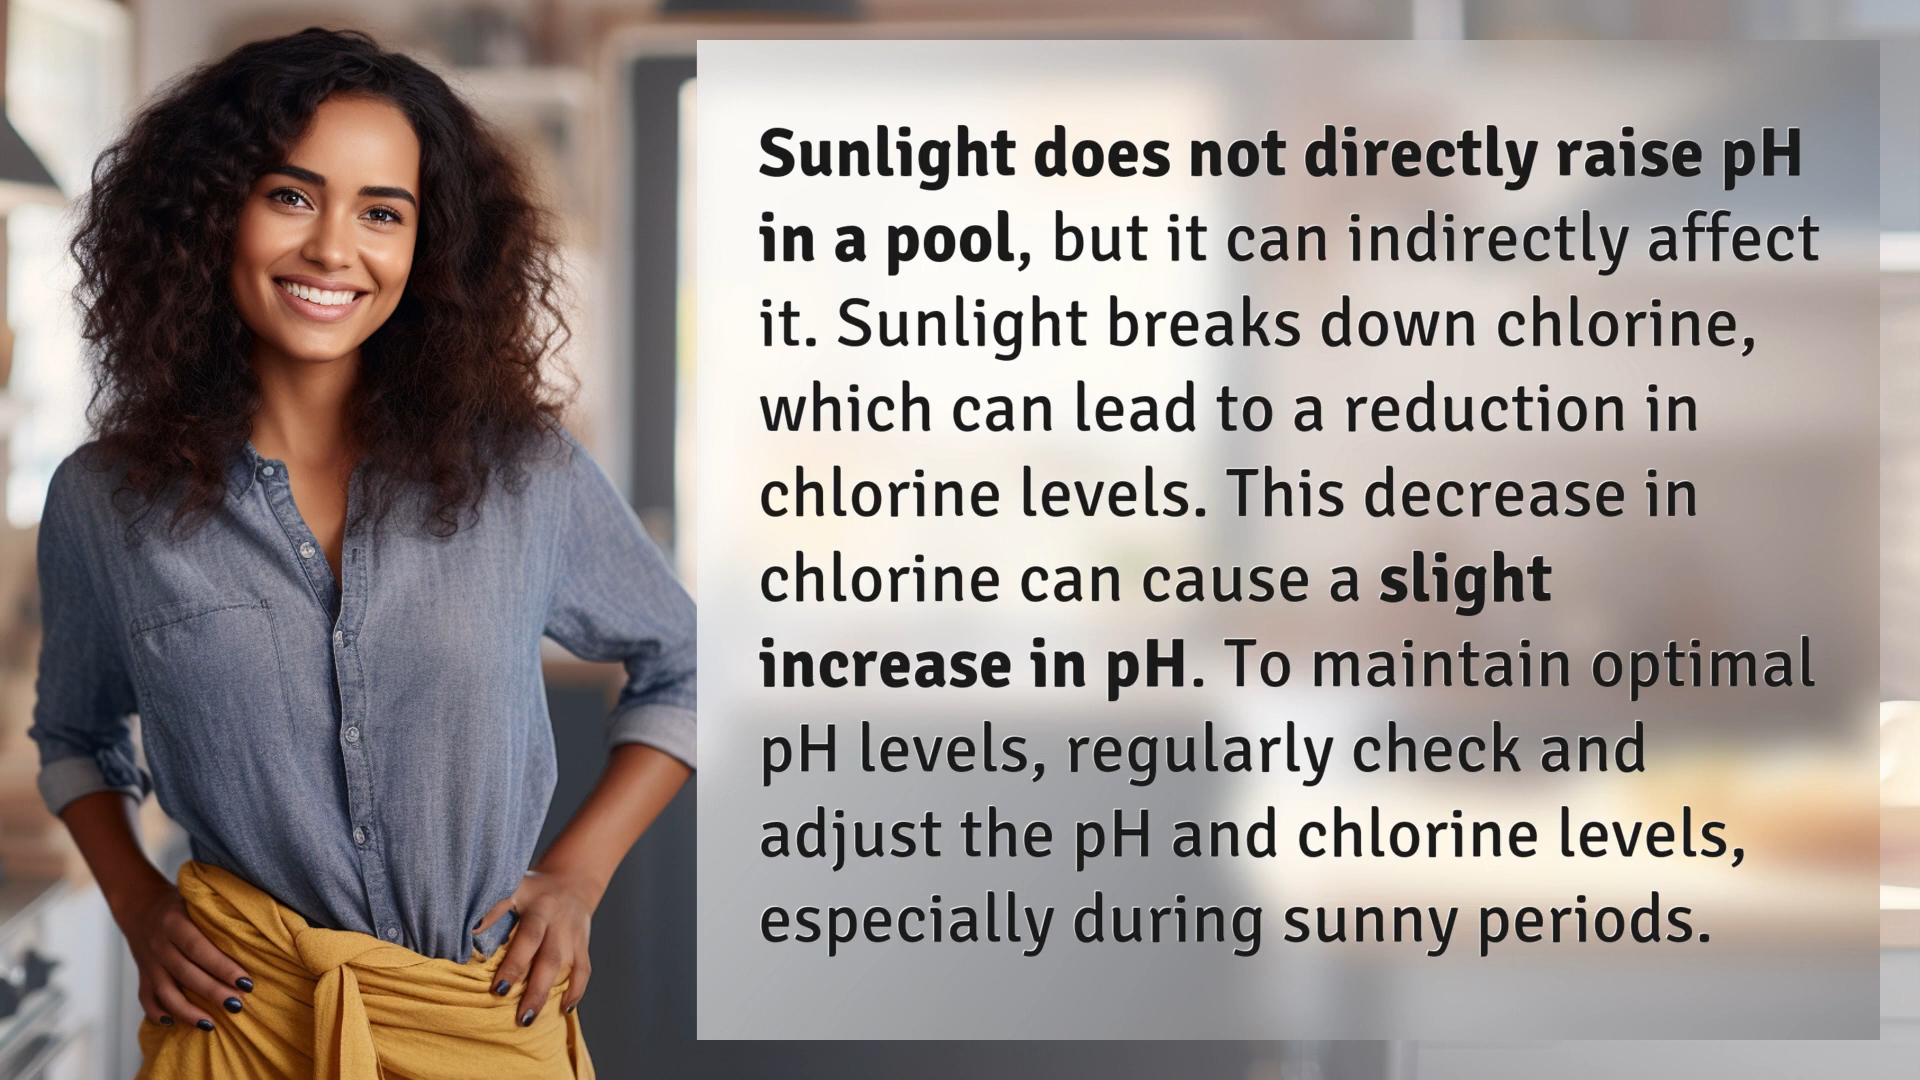 Sunlight does not directly raise pH
in a pool, but it can indirectly affect
it. Sunlight breaks down chlorine,
which can lead to a reduction in
chlorine levels. This decrease in
chlorine can cause a slight
increase in pH. To maintain optimal
pH levels, regularly check and
adjust the pH and chlorine levels,
especially during sunny periods.